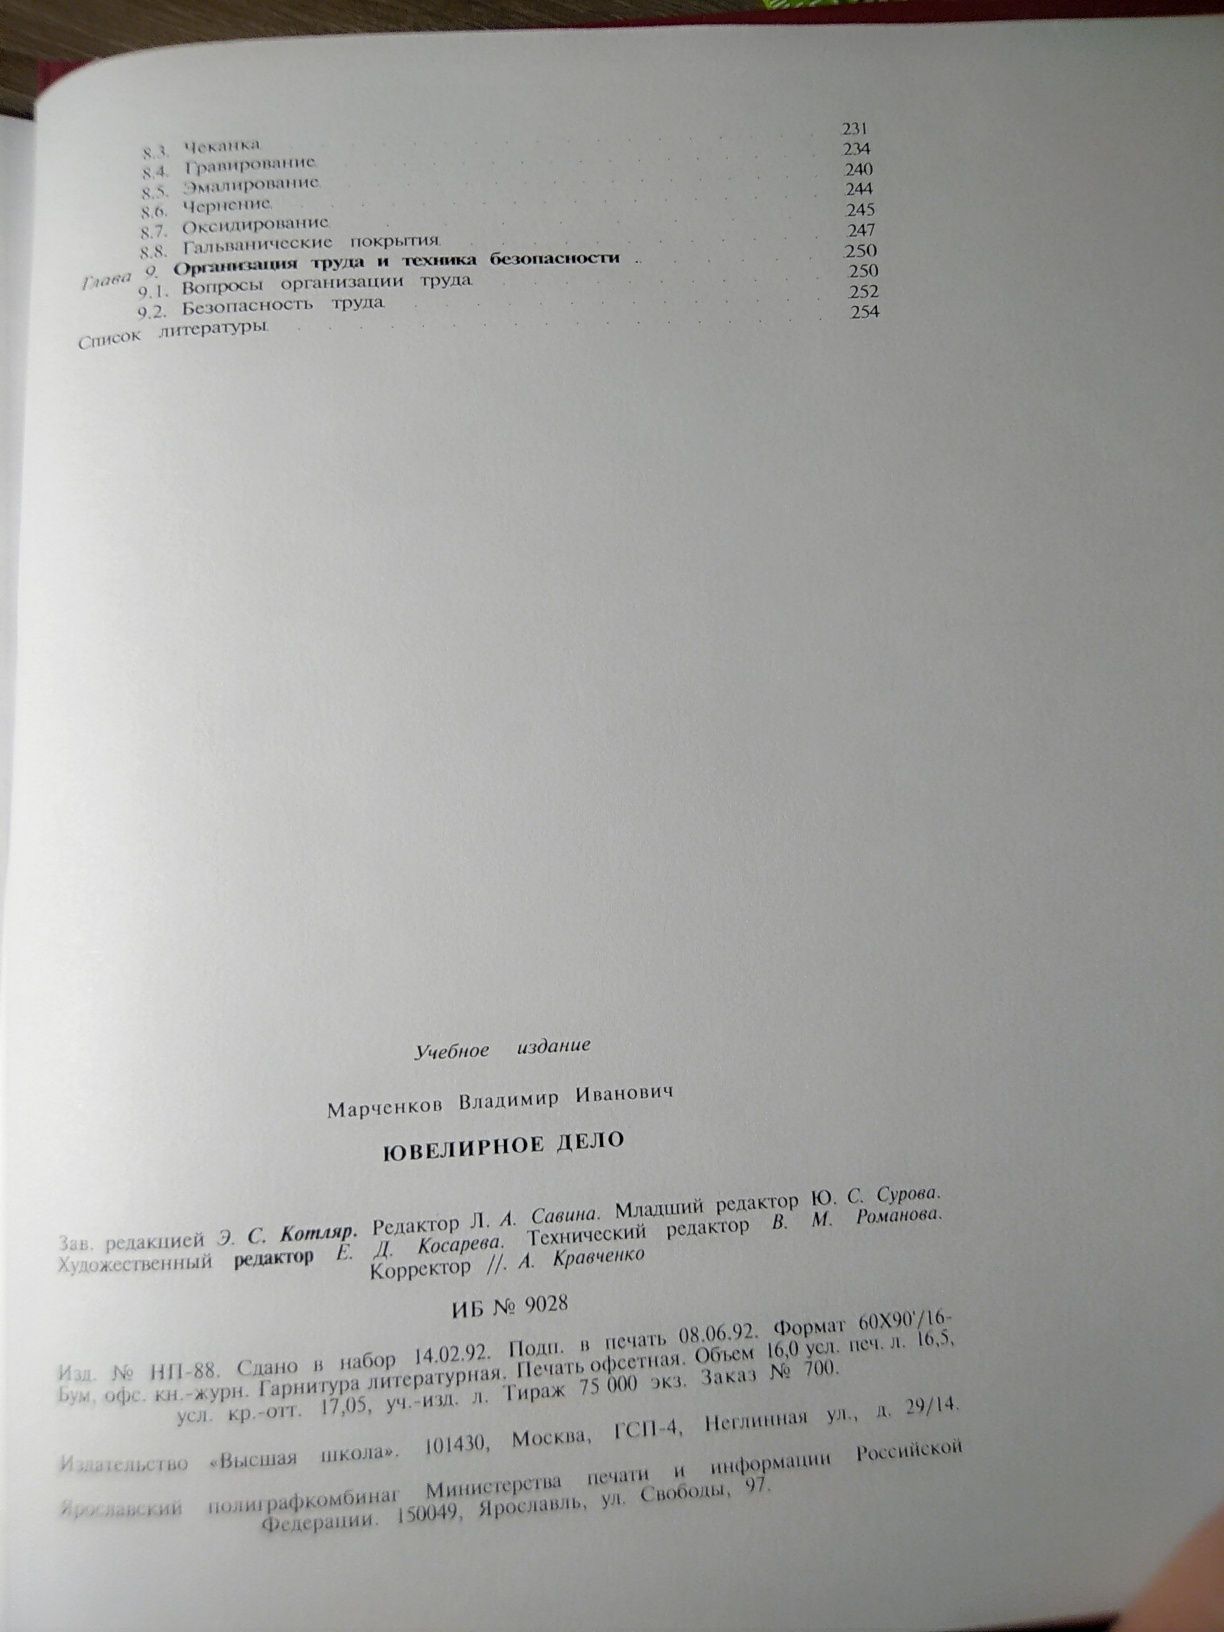 8.3. Чеканка 231
8.4. Гравирование 234
8.5. Эмалирование 240
8.6. Чернение 244
8.7. Оксидирование 245
8.8. Гальванические покрытия 247
Глава 9. Организация труда и техника безопасности 250
9.1. Вопросы организации труда 250
9.2. Безопасность труда 252
Список литературы 254
Учебное издание
Марченков Владимир Иванович
ЮВЕЛИРНОЕ ДЕЛО
Зав. редакцией Э. С. Котляр. Редактор Л. А. Савина. Младший редактор Ю. С. Сурова.
Художественный редактор Е. Д. Косарева. Технический редактор В. М. Романова.
Корректор //. А. Кравченко
ИБ № 9028
Изд. № НП-88. Сдано в набор 14.02.92. Подп. в печать 08.06.92. Формат 60Х90'/16-
Бум, офс. кн.-журн. Гарнитура литературная. Печать офсетная. Объем 16,0 усл. печ. л. 16,5,
усл. кр.-отт. 17,05, уч.-изд. л. Тираж 75 000 экз. Заказ № 700.
Издательство «Высшая школа». 101430, Москва, ГСП-4, Неглинная ул., д. 29/14.
Ярославский полиграфкомбинаг Министерства печати и информации Российской
Федерации. 150049, Ярославль, ул. Свободы, 97.